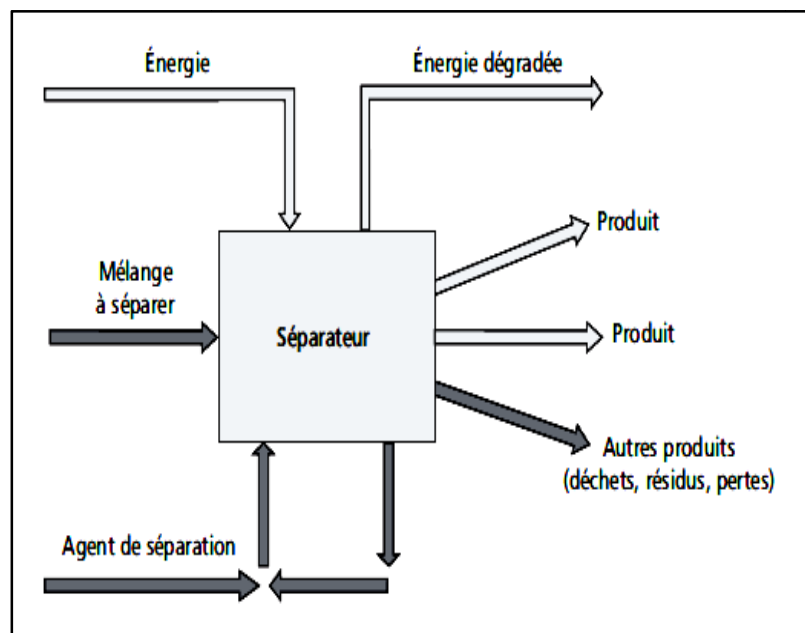 Énergie
Énergie dégradée
Produit
Mélange
à séparer
Séparateur
Produit
Autres produits
(déchets, résidus, pertes)
Agent de séparation